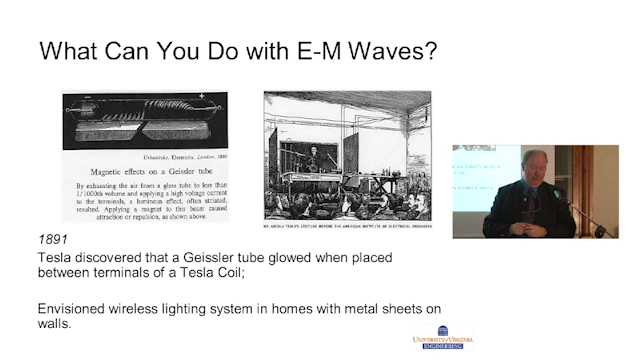 What Can You Do with E-M Waves?
Urbanitzky, Electricity, London, 1890
Magnetic effects on a Geissler tube
By exhausting the air from a glass tube to less than
1/1000th volume and applying a high voltage current
to the terminals, a luminous effect, often striated,
resulted. Applying a magnet to this beam caused
attraction or repulsion, as shown above.
MR. NIKOLA TESLA'S LECTURE BEFORE THE AMERICAN INSTITUTE OF ELECTRICAL ENGINEERS
1891
Tesla discovered that a Geissler tube glowed when placed
between terminals of a Tesla Coil;
Envisioned wireless lighting system in homes with metal sheets on
walls.
UNIVERSITY of VIRGINIA
ENGINEERING